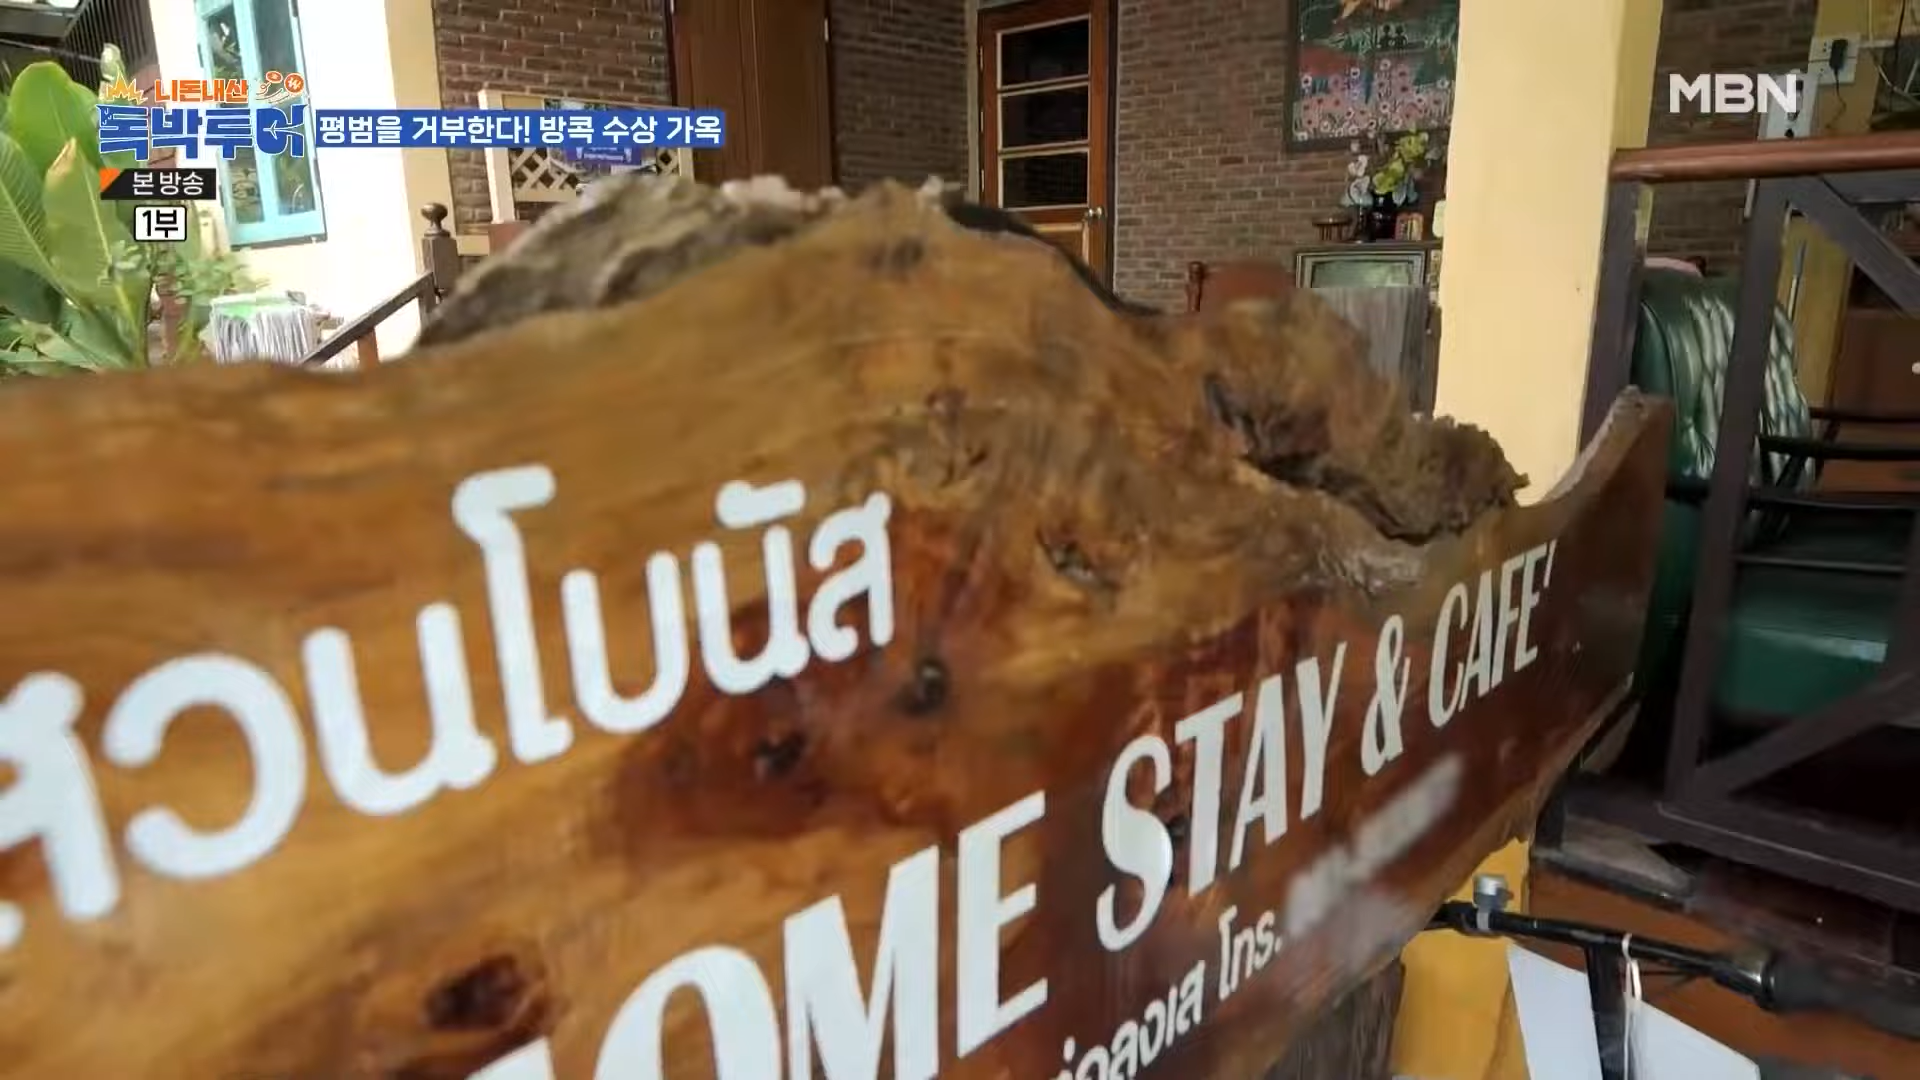 니돈내산
독박투어
평범을 거부한다! 방콕 수상 가옥
MBN
본 방송
1부
สวนโบนัส
HOME STAY & CAFE'
โทร.